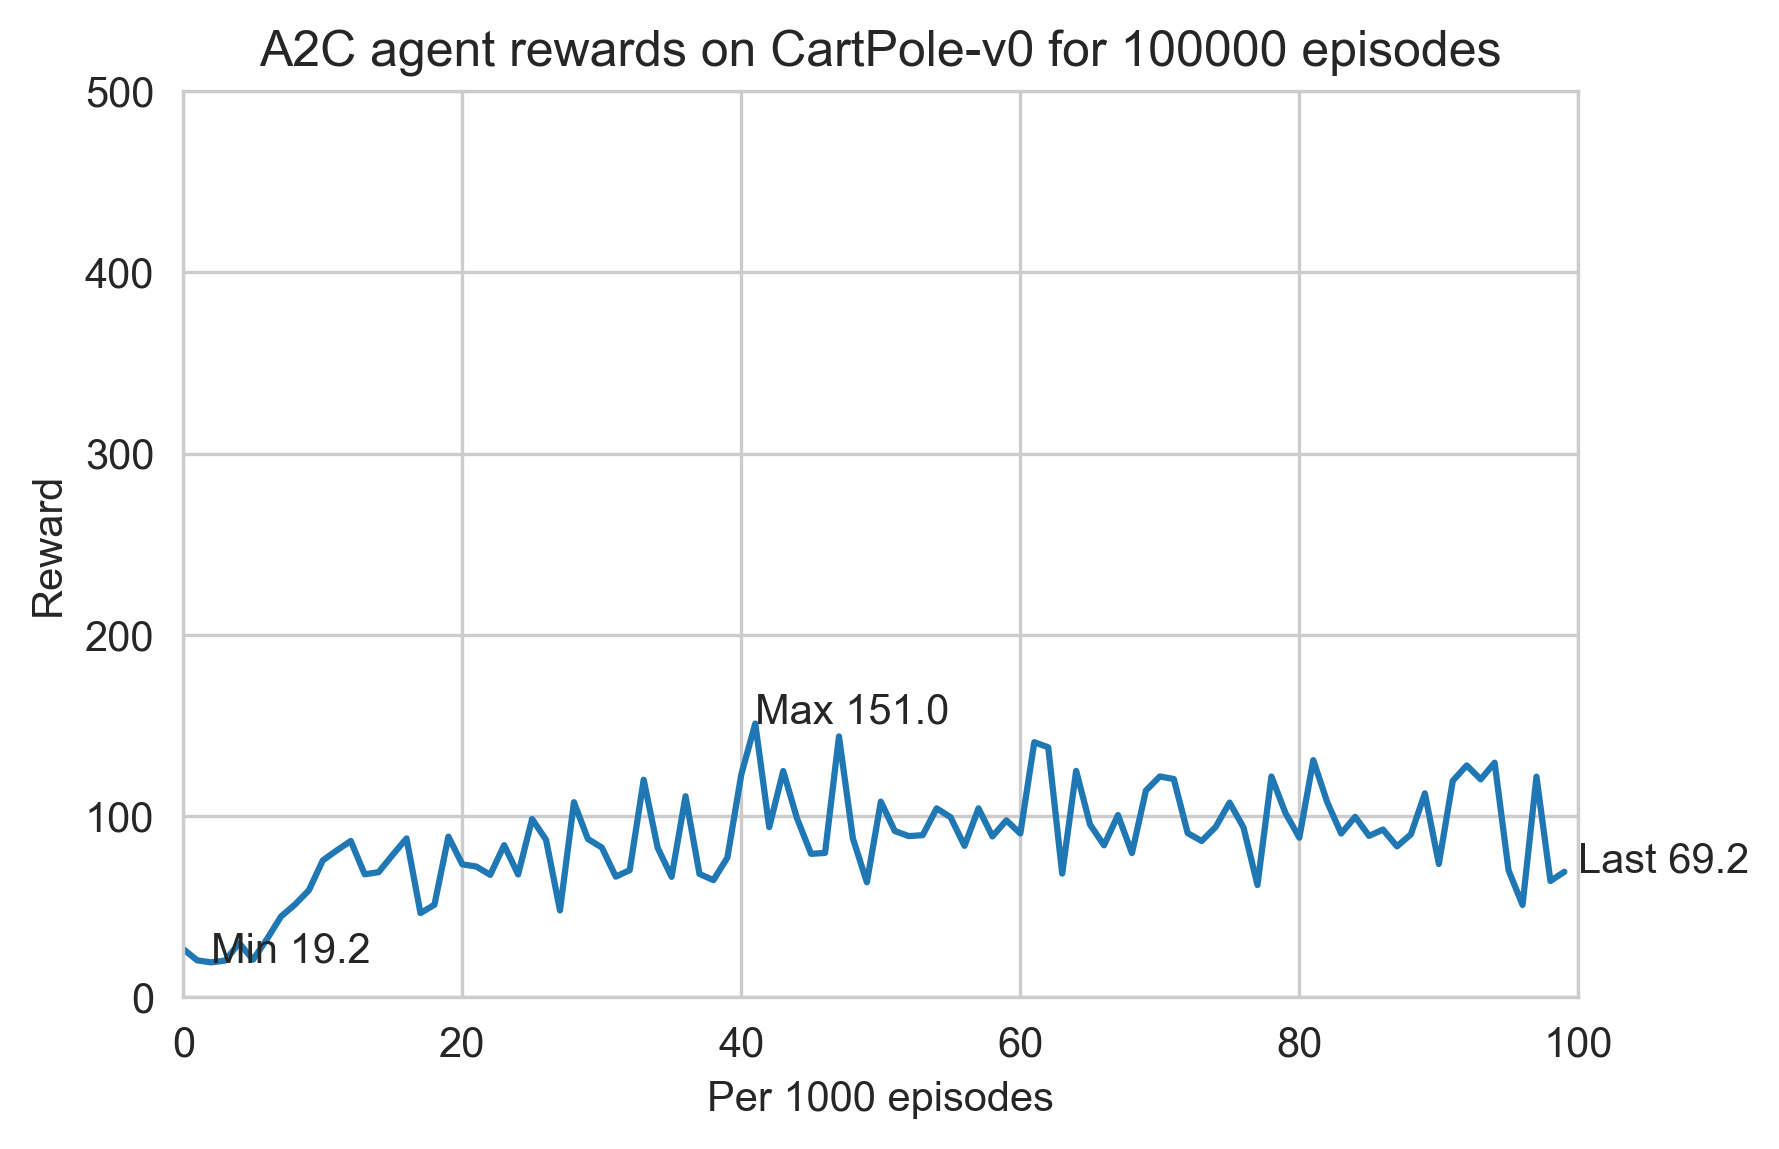 A2C agent rewards on CartPole-v0 for 100000 episodes
500
400
300
200
100
0
Reward
Max 151.0
Last 69.2
Min 19.2
0 20 40 60 80 100
Per 1000 episodes